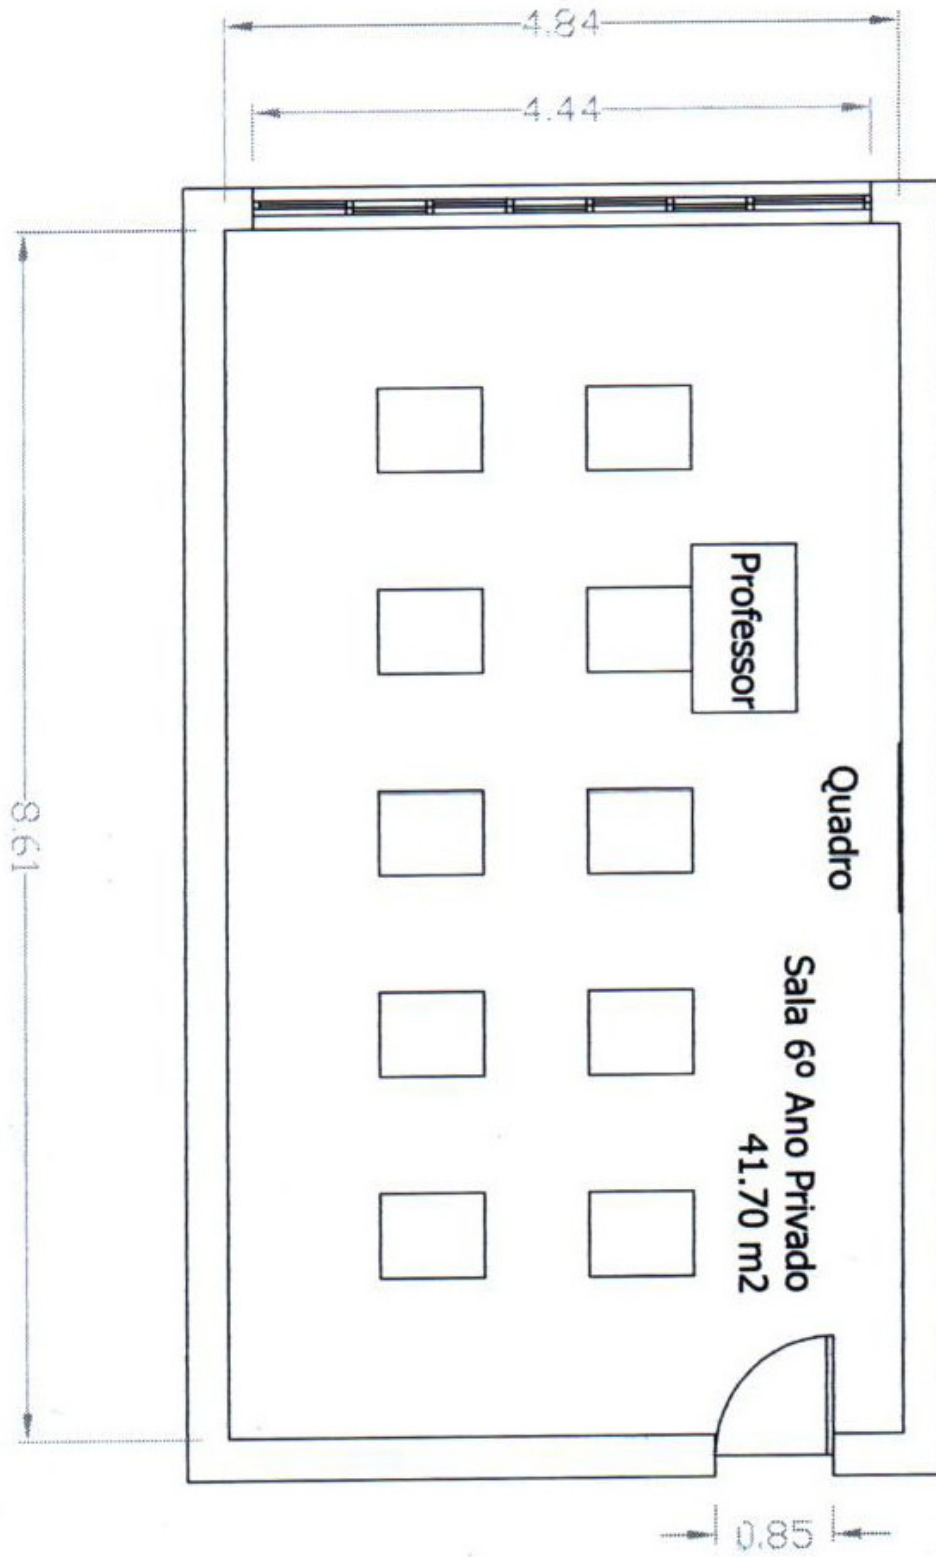 4.84
4.44
8.61
Professor
Quadro
Sala 6º Ano Privado
41.70 m2
0.85